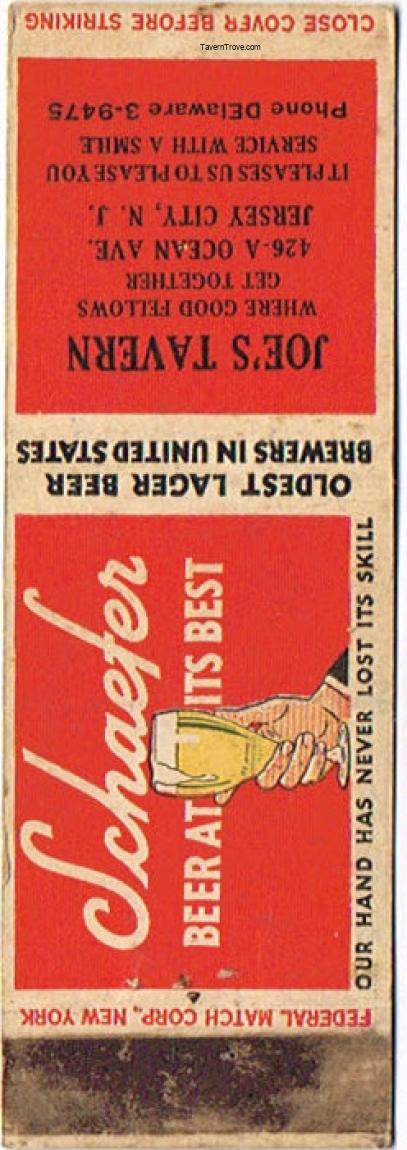 TavernTrove.com
CLOSE COVER BEFORE STRIKING
JOE'S TAVERN
WHERE GOOD FELLOWS
GET TOGETHER
426-A OCEAN AVE.
JERSEY CITY, N. J.
IT PLEASES US TO PLEASE YOU
SERVICE WITH A SMILE
Phone DElaware 3-9475
OLDEST LAGER BEER
BREWERS IN UNITED STATES
Schaefer
BEER AT ITS BEST
OUR HAND HAS NEVER LOST ITS SKILL
FEDERAL MATCH CORP., NEW YORK